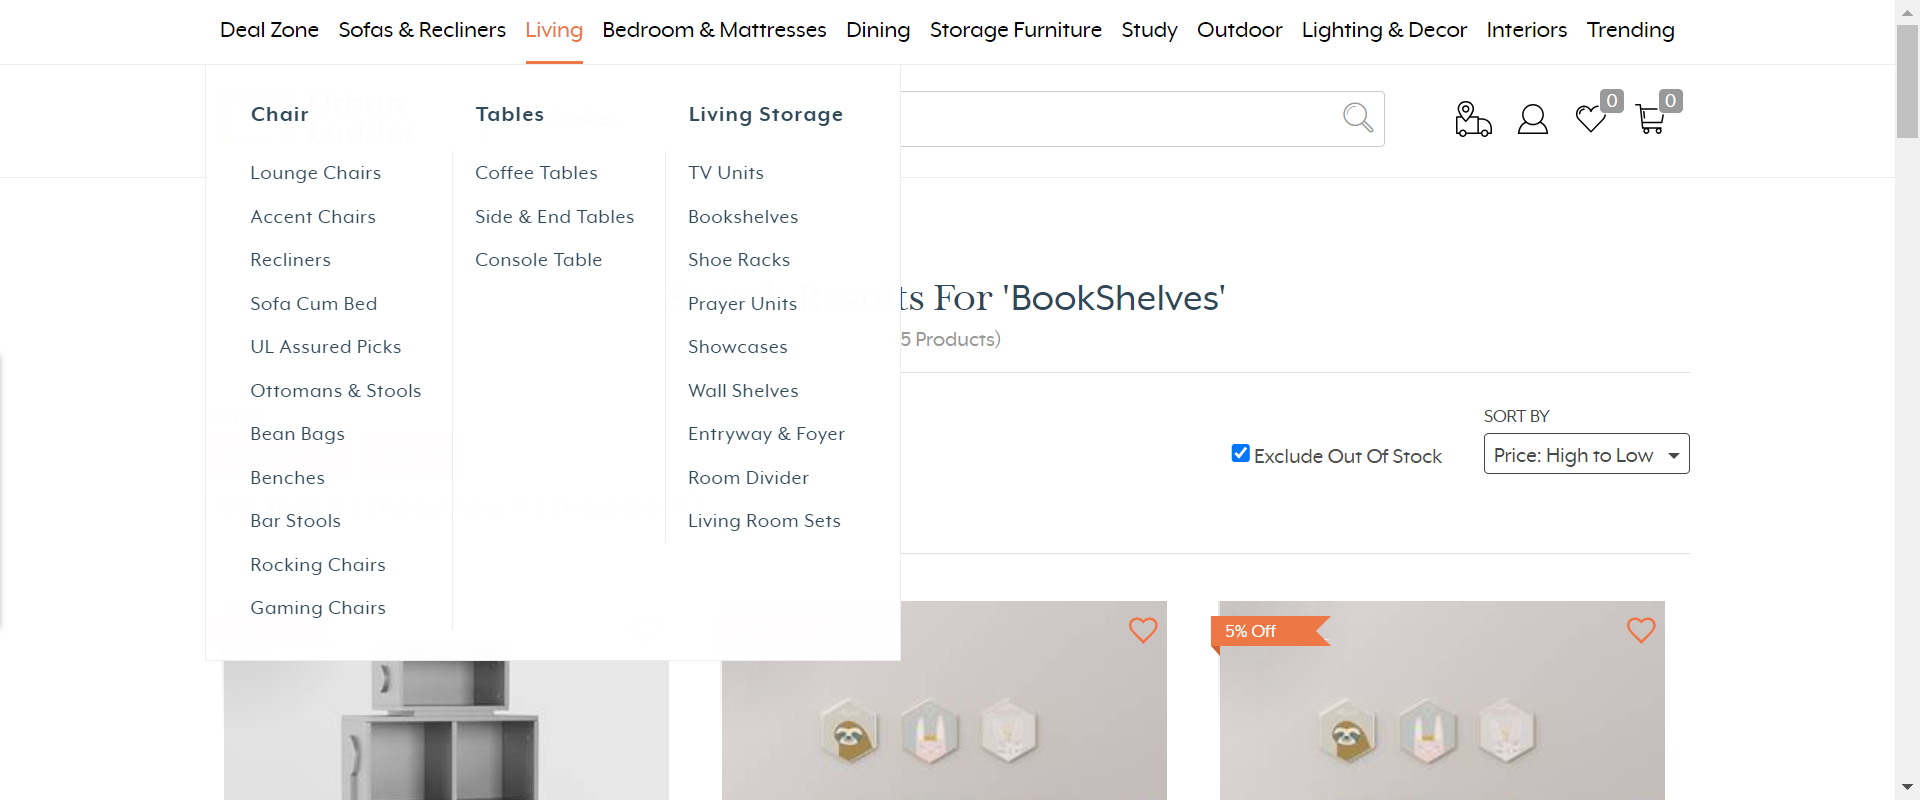 Deal Zone Sofas & Recliners Living Bedroom & Mattresses Dining Storage Furniture Study Outdoor Lighting & Decor Interiors Trending
Chair
Lounge Chairs
Accent Chairs
Recliners
Sofa Cum Bed
UL Assured Picks
Ottomans & Stools
Bean Bags
Benches
Bar Stools
Rocking Chairs
Gaming Chairs
Tables
Coffee Tables
Side & End Tables
Console Table
Living Storage
TV Units
Bookshelves
Shoe Racks
Prayer Units
Showcases
Wall Shelves
Entryway & Foyer
Room Divider
Living Room Sets
0
0
ts For 'BookShelves'
5 Products)
Exclude Out Of Stock
SORT BY
Price: High to Low
5% Off